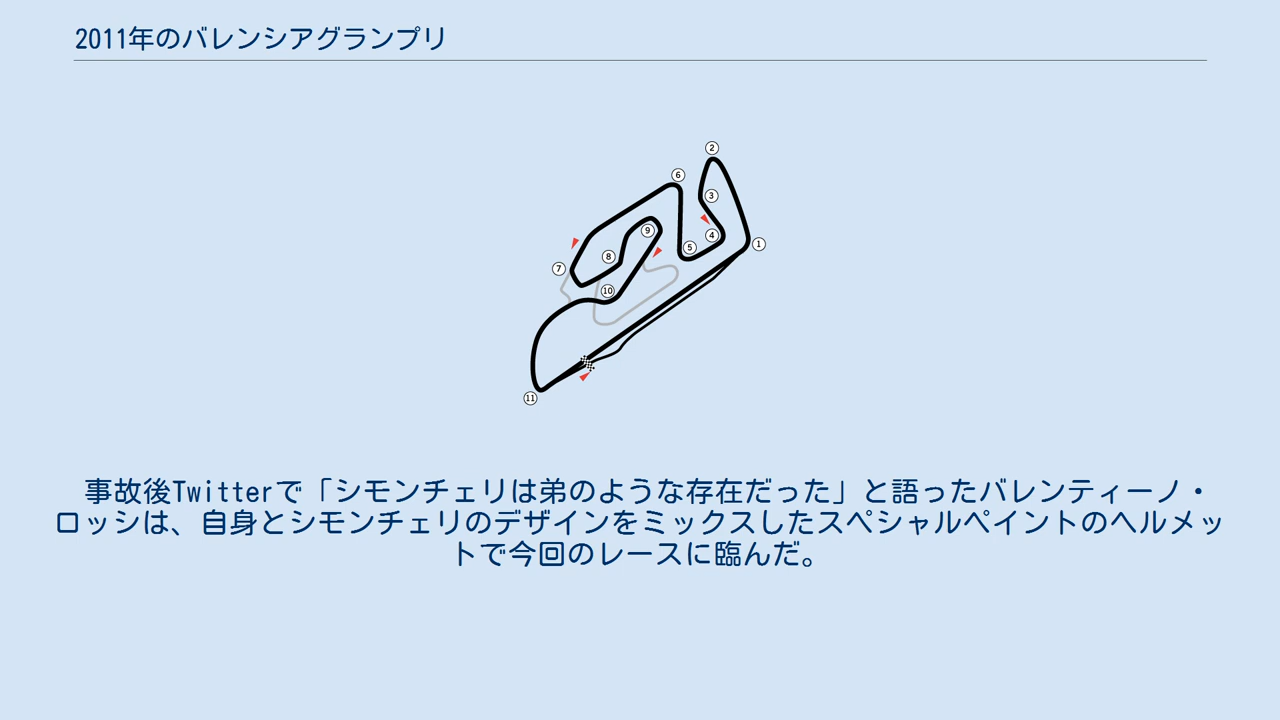 2011年のバレンシアグランプリ
2
6
3
9
4
1
5
8
7
10
11
事故後Twitterで「シモンチェリは弟のような存在だった」と語ったバレンティーノ・
ロッシは、自身とシモンチェリのデザインをミックスしたスペシャルペイントのヘルメッ
トで今回のレースに臨んだ。